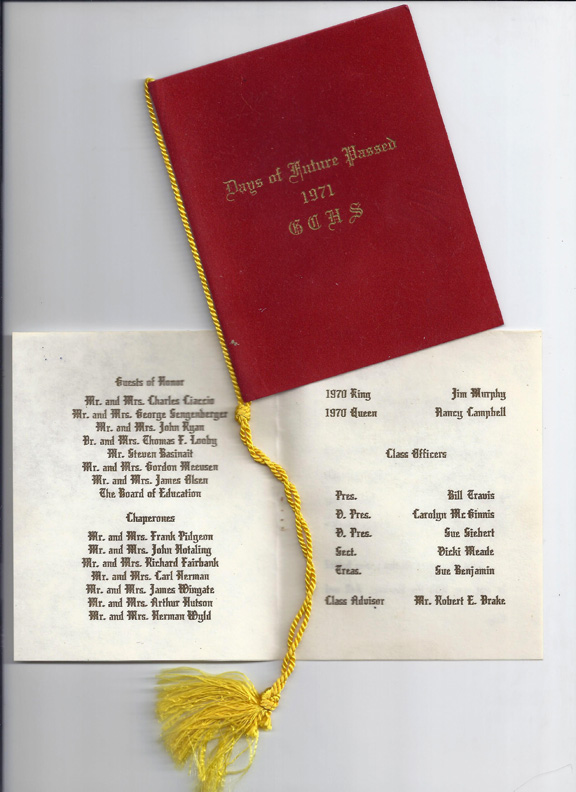 Days of Future Passed
1971
G C H S
Guests of Honor
Mr. and Mrs. Charles Ciaccio
Mr. and Mrs. George Sengenberger
Mr. and Mrs. John Ryan
Dr. and Mrs. Thomas F. Looby
Mr. Steven Rasinait
Mr. and Mrs. Gordon Meeusen
Mr. and Mrs. James Olsen
The Board of Education
Chaperones
Mr. and Mrs. Frank Pidgeon
Mr. and Mrs. John Hotaling
Mr. and Mrs. Richard Fairbank
Mr. and Mrs. Carl Herman
Mr. and Mrs. James Wingate
Mr. and Mrs. Arthur Hutson
Mr. and Mrs. Herman Wyld
1970 King Jim Murphy
1970 Queen Nancy Campbell
Class Officers
Pres. Bill Travis
V. Pres. Carolyn Mc Ginnis
V. Pres. Sue Siebert
Sect. Vicki Meade
Treas. Sue Benjamin
Class Advisor Mr. Robert E. Drake